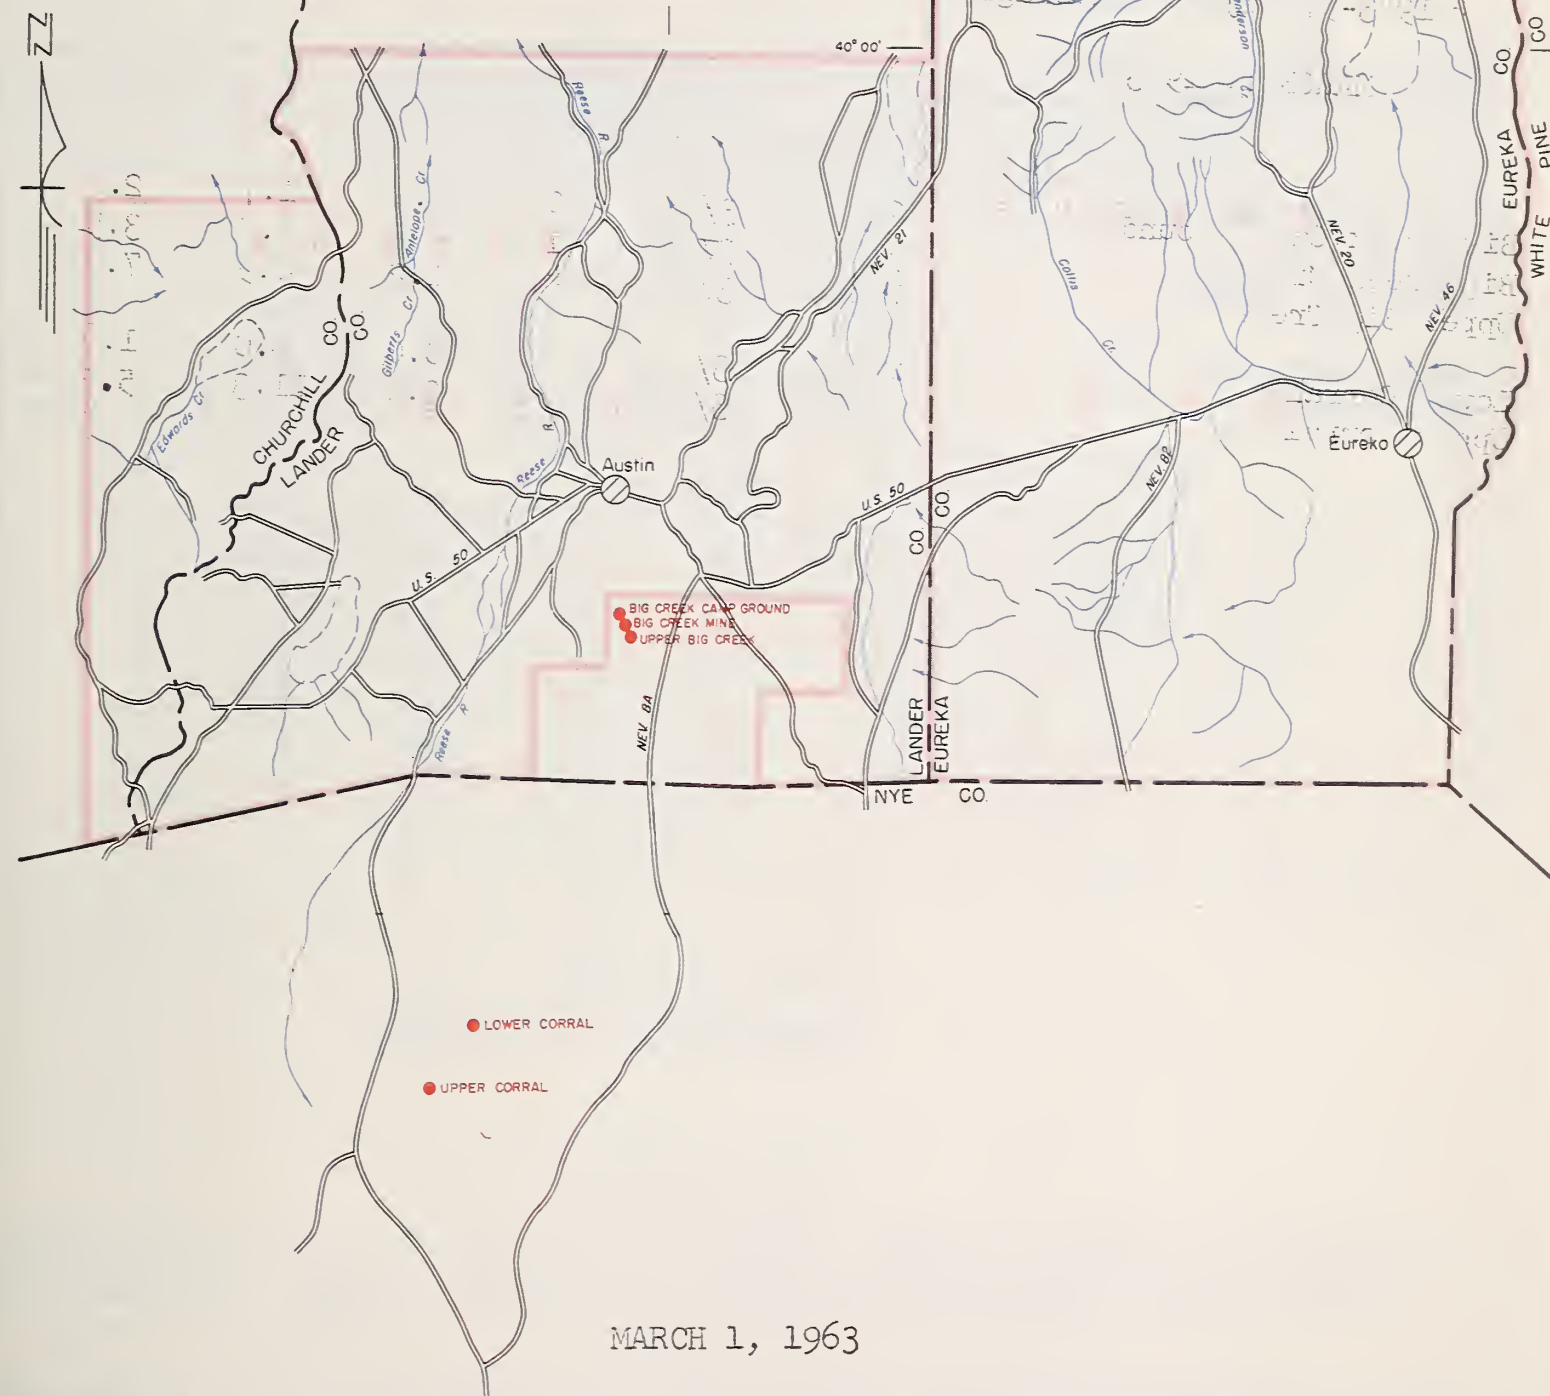 N
40° 00'
Reese R
Antelope Cr
Gilberts Cr
NEV. 21
Collis Cr.
NEV. 20
NEV 46
CO.
EUREKA
WHITE PINE
CO
CO.
CO.
CHURCHILL
LANDER
Edwards Cr
Reese R
Austin
Eureko
U.S. 50
U.S. 50
NEV. 82
CO.
CO.
BIG CREEK CAMP GROUND
BIG CREEK MINE
UPPER BIG CREEK
NEV 8A
Reese R
LANDER
EUREKA
NYE CO.
LOWER CORRAL
UPPER CORRAL
MARCH 1, 1963